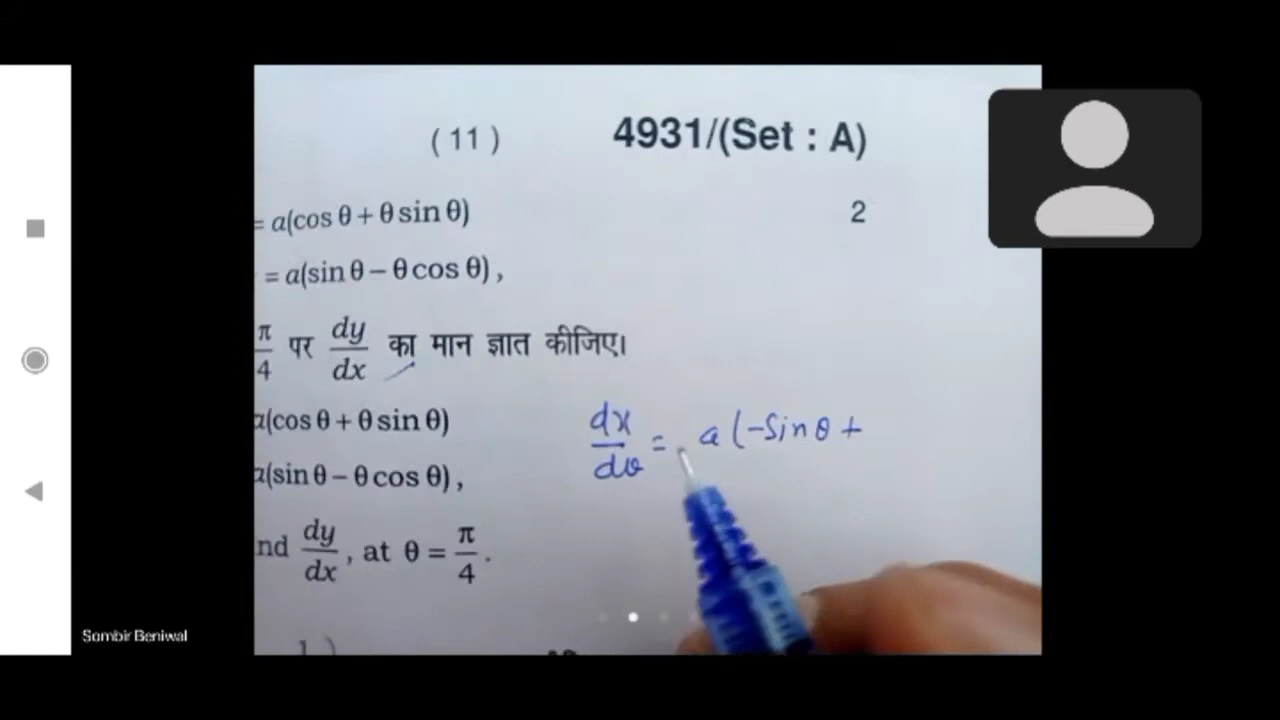 ( 11 ) 4931/(Set : A)
= a(cos θ + θ sin θ) 2
= a(sin θ – θ cos θ) ,
π/4 पर dy/dx का मान ज्ञात कीजिए।
a(cos θ + θ sin θ)
a(sin θ – θ cos θ) ,
nd dy/dx , at θ = π/4 .
dx/dθ = a (-Sin θ +
Sombir Beniwal